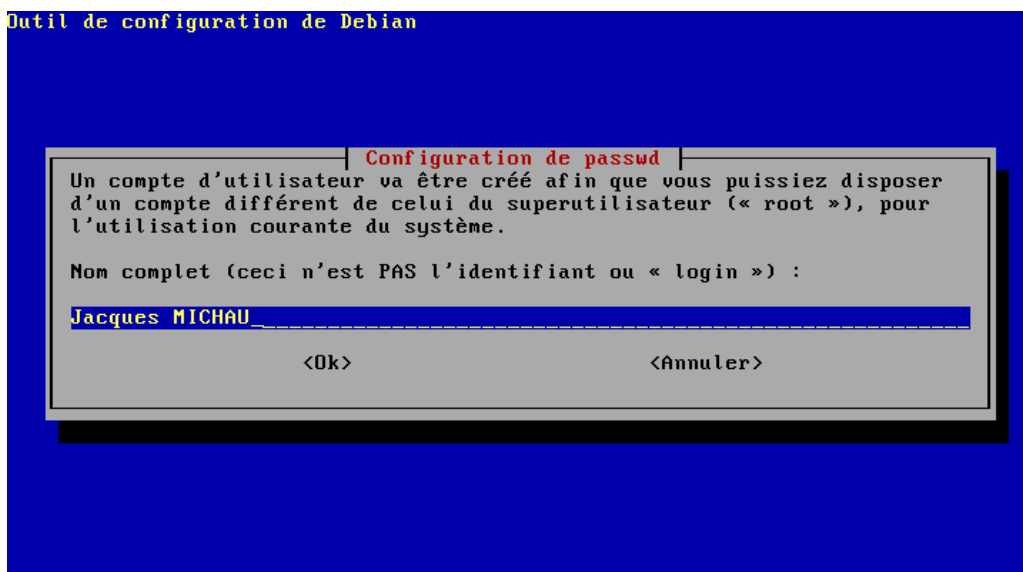 Outil de configuration de Debian
Configuration de passwd
Un compte d'utilisateur va être créé afin que vous puissiez disposer
d'un compte différent de celui du superutilisateur (« root »), pour
l'utilisation courante du système.
Nom complet (ceci n'est PAS l'identifiant ou « login ») :
Jacques MICHAU
<Ok> <Annuler>